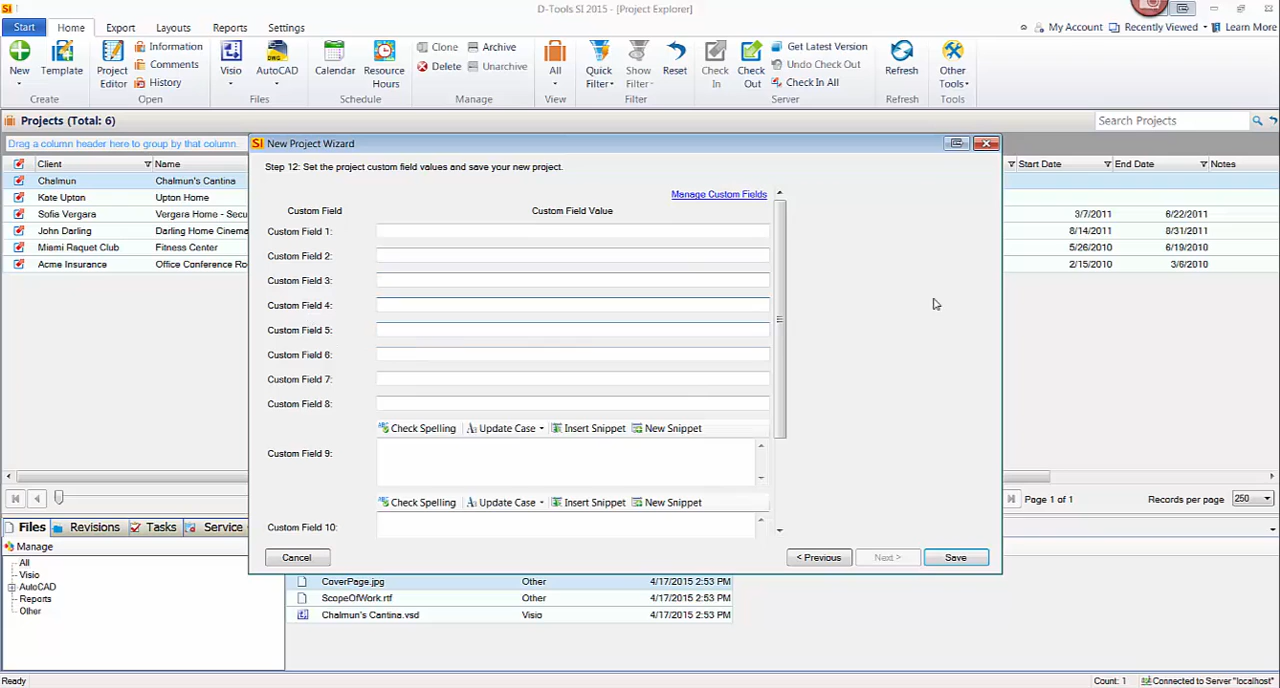 SI
D-Tools SI 2015 - [Project Explorer]
Start Home Export Layouts Reports Settings
My Account Recently Viewed Learn More
New Template Project Editor Information Comments History Visio AutoCAD Calendar Resource Hours Clone Delete Archive Unarchive All Quick Filter Show Filter Reset Check In Check Out Get Latest Version Undo Check Out Check In All Refresh Other Tools
Create Open Files Schedule Manage View Filter Server Refresh Tools
Projects (Total: 6) Search Projects
Drag a column header here to group by that column.
Client Name Start Date End Date Notes
Chalmun Chalmun's Cantina
Kate Upton Upton Home
Sofia Vergara Vergara Home - Secu 3/7/2011 6/22/2011
John Darling Darling Home Cinema 8/14/2011 8/31/2011
Miami Raquet Club Fitness Center 5/26/2010 6/19/2010
Acme Insurance Office Conference Ro 2/15/2010 3/6/2010
SI New Project Wizard
Step 12: Set the project custom field values and save your new project.
Manage Custom Fields
Custom Field Custom Field Value
Custom Field 1:
Custom Field 2:
Custom Field 3:
Custom Field 4:
Custom Field 5:
Custom Field 6:
Custom Field 7:
Custom Field 8:
Check Spelling Update Case Insert Snippet New Snippet
Custom Field 9:
Check Spelling Update Case Insert Snippet New Snippet
Custom Field 10:
Cancel < Previous Next > Save
Page 1 of 1 Records per page 250
Files Revisions Tasks Service
Manage
All
Visio
AutoCAD
Reports
Other
CoverPage.jpg Other 4/17/2015 2:53 PM
ScopeOfWork.rtf Other 4/17/2015 2:53 PM
Chalmun's Cantina.vsd Visio 4/17/2015 2:53 PM
Ready Count: 1 Connected to Server "localhost"